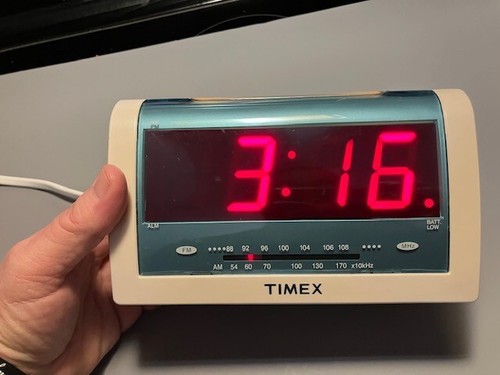 PM
3:16.
ALM
BATT.
LOW
FM 88 92 96 100 104 106 108 MHz
AM 54 60 70 100 130 170 x10kHz
TIMEX